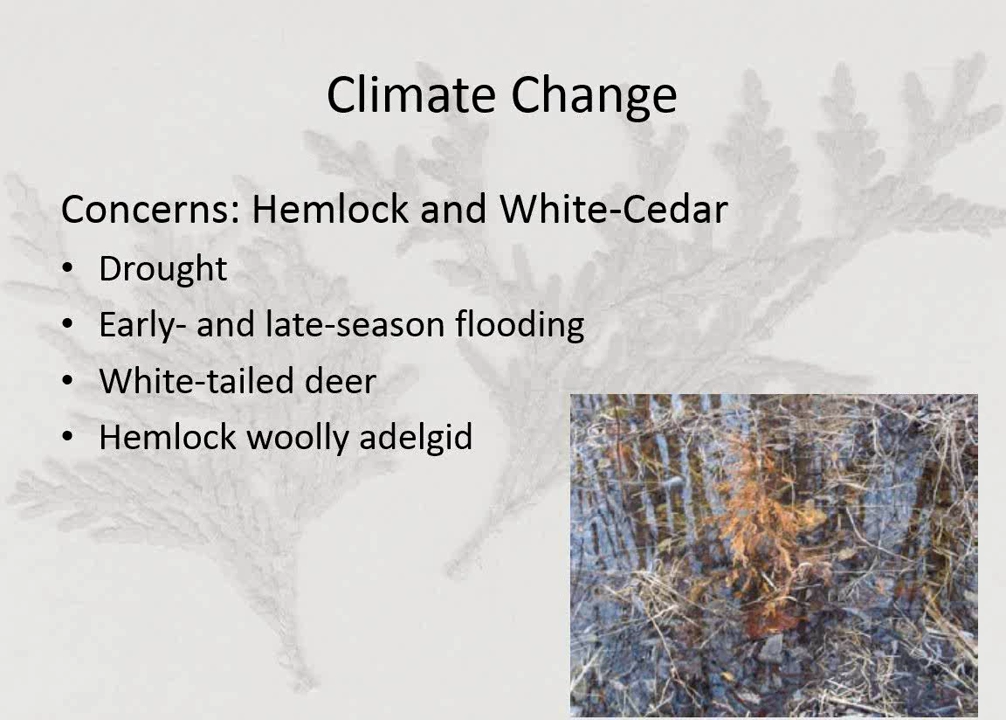 Climate Change
Concerns: Hemlock and White-Cedar
• Drought
• Early- and late-season flooding
• White-tailed deer
• Hemlock woolly adelgid